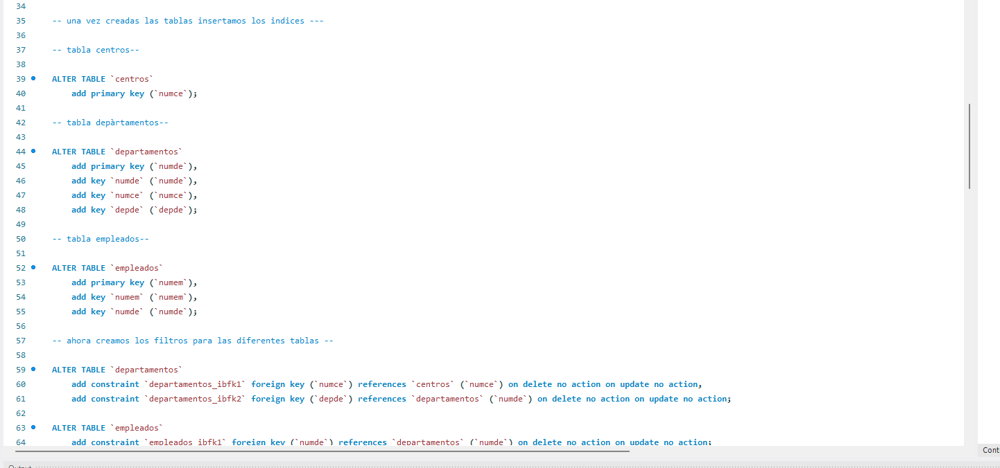 34
35 -- una vez creadas las tablas insertamos los indices ---
36
37 -- tabla centros--
38
39 ALTER TABLE `centros`
40 add primary key (`numce`);
41
42 -- tabla depàrtamentos--
43
44 ALTER TABLE `departamentos`
45 add primary key (`numde`),
46 add key `numde` (`numde`),
47 add key `numce` (`numce`),
48 add key `depde` (`depde`);
49
50 -- tabla empleados--
51
52 ALTER TABLE `empleados`
53 add primary key (`numem`),
54 add key `numem` (`numem`),
55 add key `numde` (`numde`);
56
57 -- ahora creamos los filtros para las diferentes tablas --
58
59 ALTER TABLE `departamentos`
60 add constraint `departamentos_ibfk1` foreign key (`numce`) references `centros` (`numce`) on delete no action on update no action,
61 add constraint `departamentos_ibfk2` foreign key (`depde`) references `departamentos` (`numde`) on delete no action on update no action;
62
63 ALTER TABLE `empleados`
64 add constraint `empleados_ibfk1` foreign key (`numde`) references `departamentos` (`numde`) on delete no action on update no action;
Cont
Output